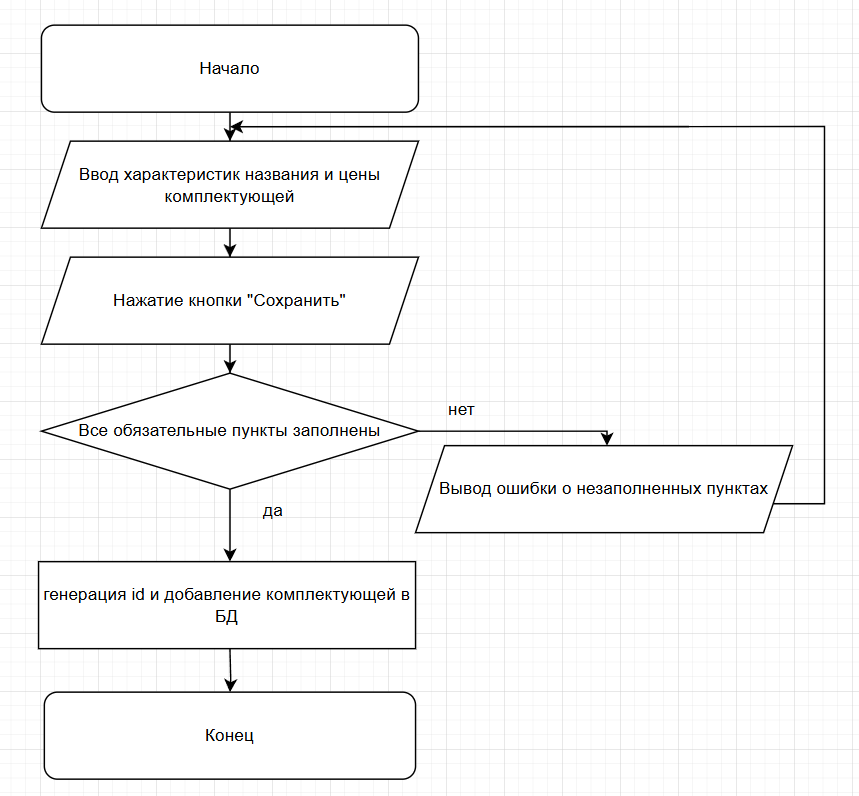 Начало
Ввод характеристик названия и цены
комплектующей
Нажатие кнопки "Сохранить"
Все обязательные пункты заполнены
нет
Вывод ошибки о незаполненных пунктах
да
генерация id и добавление комплектующей в
БД
Конец